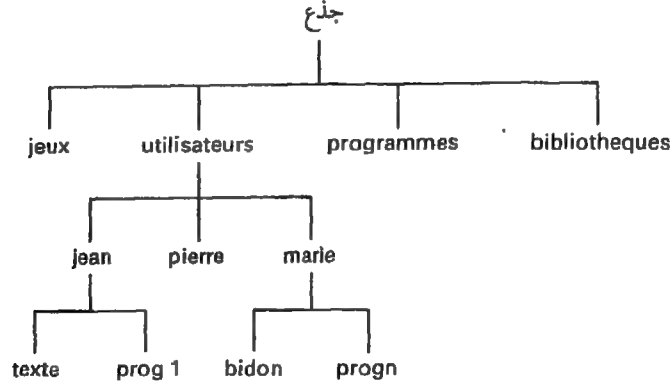 جذع
jeux utilisateurs programmes bibliotheques
jean pierre marie
texte prog 1 bidon progn